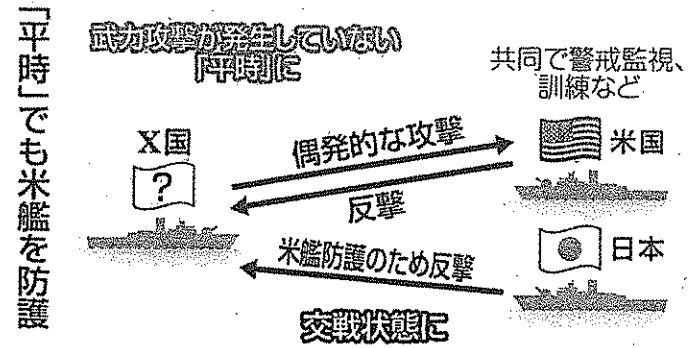 「平時」でも米艦を防護
武力攻撃が発生していない
「平時」に
共同で警戒監視、
訓練など
X国
?
偶発的な攻撃
反撃
米国
米艦防護のため反撃
日本
交戦状態に